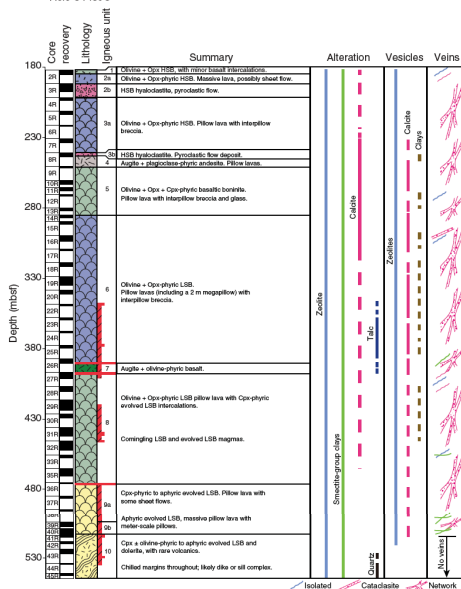 Core
recovery
Lithology
Igneous unit
Summary
Alteration
Vesicles
Veins
Depth (mbsf)
180
230
280
330
380
430
480
530
2R
3R
4R
5R
6R
7R
8R
9R
10R
11R
12R
13R
14R
15R
16R
17R
18R
19R
20R
22R
23R
24R
25R
26R
27R
28R
29R
30R
31R
32R
33R
35R
36R
37R
39R
40R
41R
42R
43R
44R
45R
1
Olivine + Opx HSB, with minor basalt intercalations.
2a
Olivine + Opx-phyric HSB. Massive lava, possibly sheet flow.
2b
HSB hyaloclastite, pyroclastic flow.
3a
Olivine + Opx-phyric HSB. Pillow lava with interpillow
breccia.
3b
HSB hyaloclastite. Pyroclastic flow deposit.
4
Augite + plagioclase-phyric andesite. Pillow lavas.
5
Olivine + Opx + Cpx-phyric basaltic boninite.
Pillow lava with interpillow breccia and glass.
6
Olivine + Opx-phyric LSB.
Pillow lavas (including a 2 m megapillow) with
interpillow breccia.
7
Augite + olivine-phyric basalt.
8
Olivine + Opx-phyric LSB pillow lava with Cpx-phyric
evolved LSB intercalations.
Comingling LSB and evolved LSB magmas.
9a
Cpx-phyric to aphyric evolved LSB. Pillow lava with
some sheet flows.
9b
Aphyric evolved LSB, massive pillow lava with
meter-scale pillows.
10
Cpx ± olivine-phyric to aphyric evolved LSB and
dolerite, with rare volcanics.
Chilled margins throughout; likely dike or sill complex.
Zeolite
Smectite-group clays
Calcite
Talc
Quartz
Zeolites
Calcite
Clays
No veins
Isolated
Cataclasite
Network